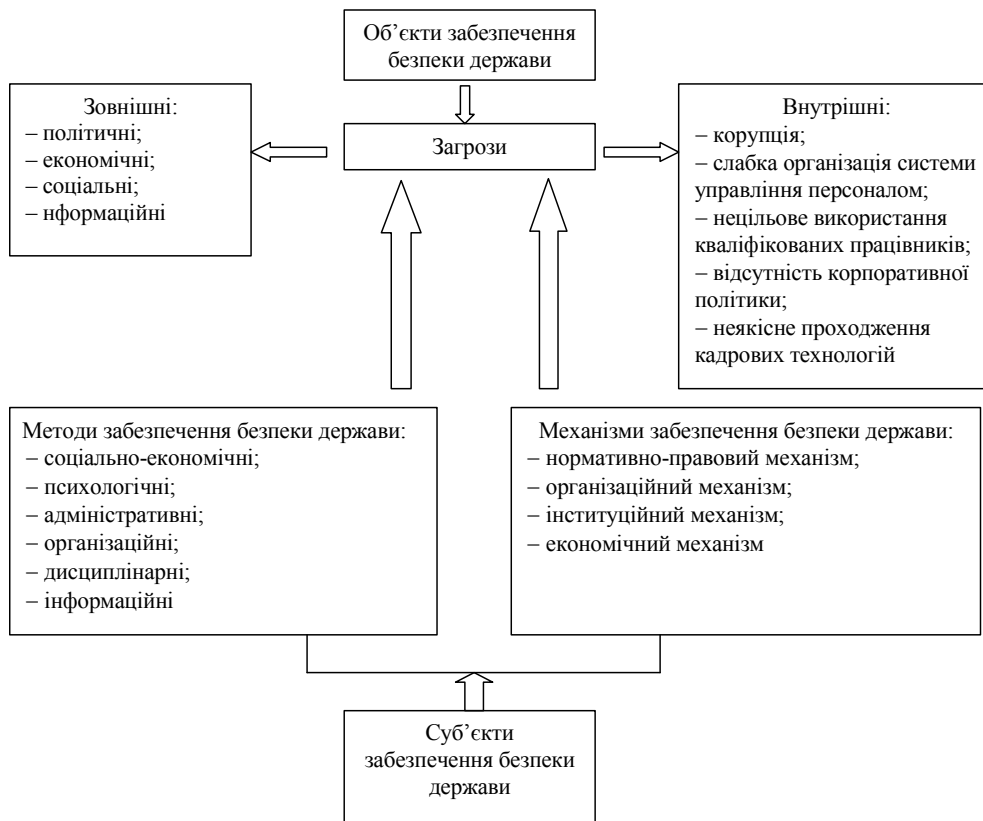 Об’єкти забезпечення
безпеки держави
Зовнішні:
– політичні;
– економічні;
– соціальні;
– нформаційні
Загрози
Внутрішні:
– корупція;
– слабка організація системи
управління персоналом;
– нецільове використання
кваліфікованих працівників;
– відсутність корпоративної
політики;
– неякісне проходження
кадрових технологій
Методи забезпечення безпеки держави:
– соціально-економічні;
– психологічні;
– адміністративні;
– організаційні;
– дисциплінарні;
– інформаційні
Механізми забезпечення безпеки держави:
– нормативно-правовий механізм;
– організаційний механізм;
– інституційний механізм;
– економічний механізм
Суб’єкти
забезпечення безпеки
держави